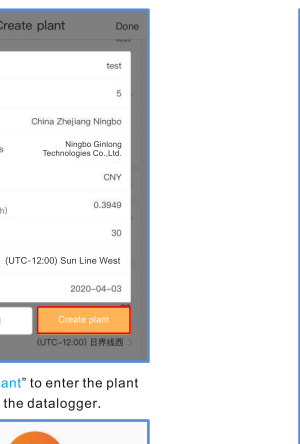 Create plant Done
test
5
China Zhejiang Ningbo
Ningbo Ginlong
Technologies Co.,Ltd.
CNY
0.3949
30
(UTC-12:00) Sun Line West
2020-04-03
Create plant
(UTC-12:00) 日界线西
ant" to enter the plant
the datalogger.